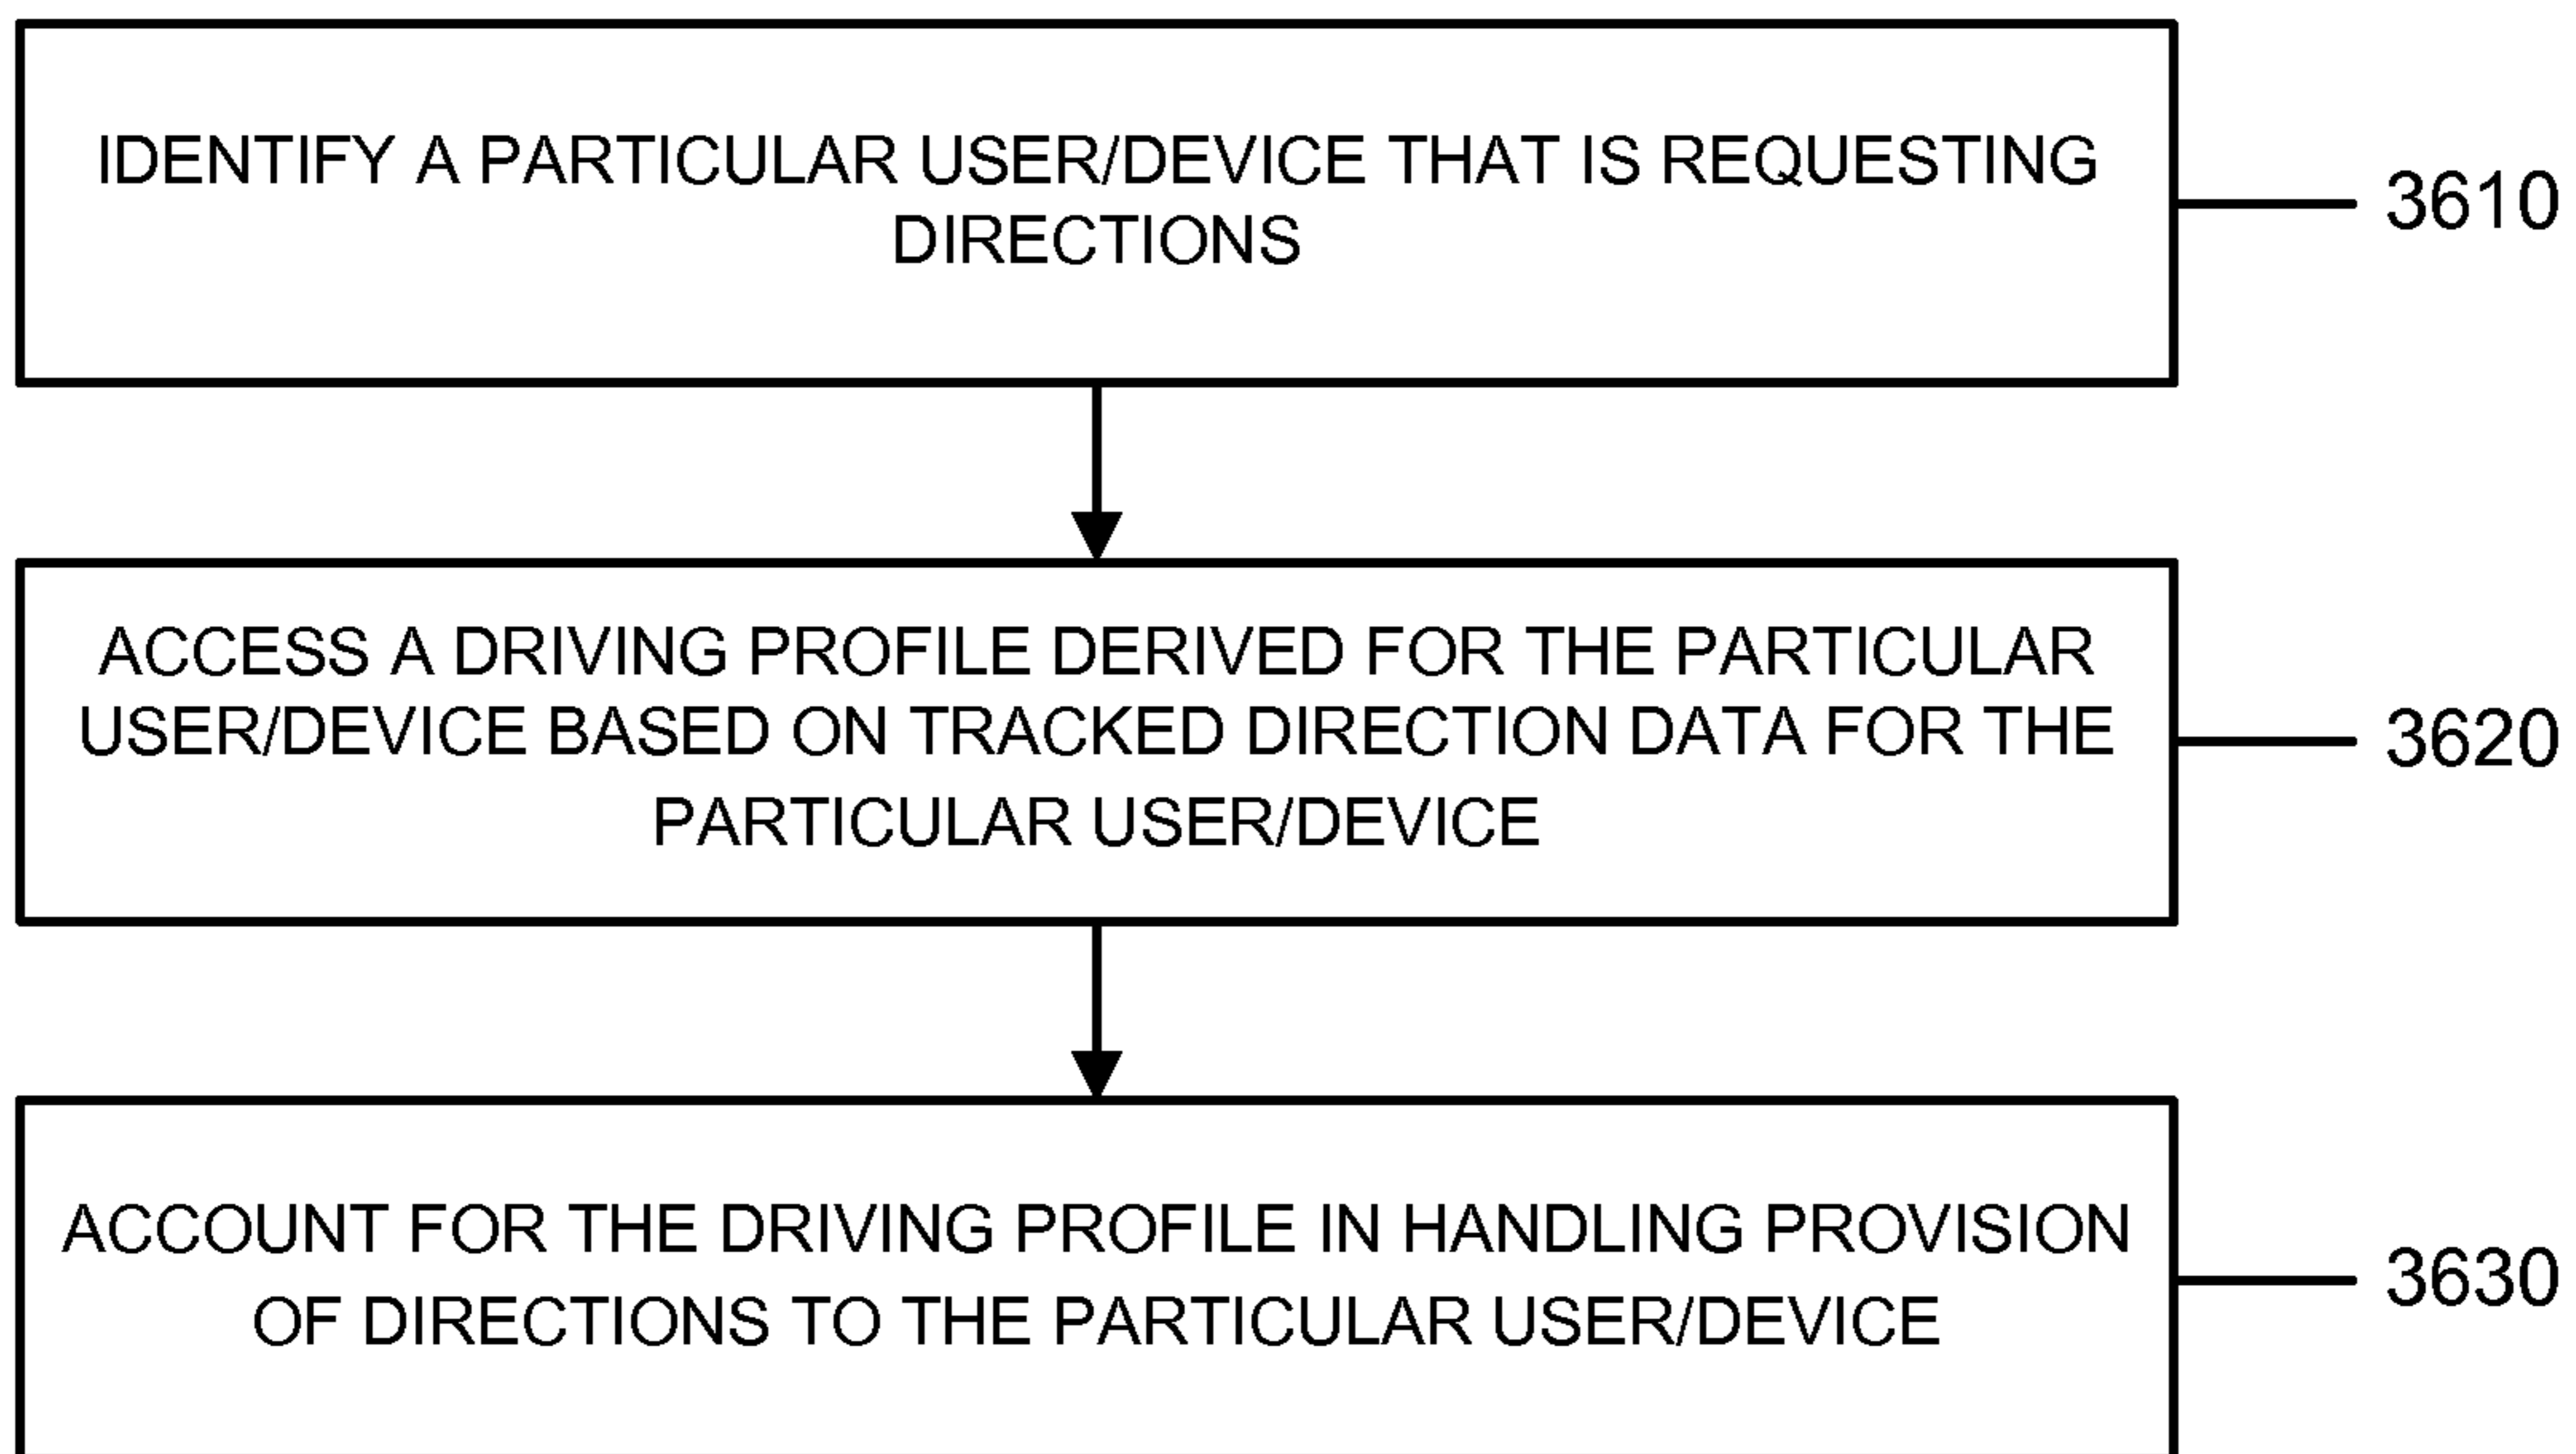 IDENTIFY A PARTICULAR USER/DEVICE THAT IS REQUESTING
DIRECTIONS
3610
ACCESS A DRIVING PROFILE DERIVED FOR THE PARTICULAR
USER/DEVICE BASED ON TRACKED DIRECTION DATA FOR THE
PARTICULAR USER/DEVICE
3620
ACCOUNT FOR THE DRIVING PROFILE IN HANDLING PROVISION
OF DIRECTIONS TO THE PARTICULAR USER/DEVICE
3630